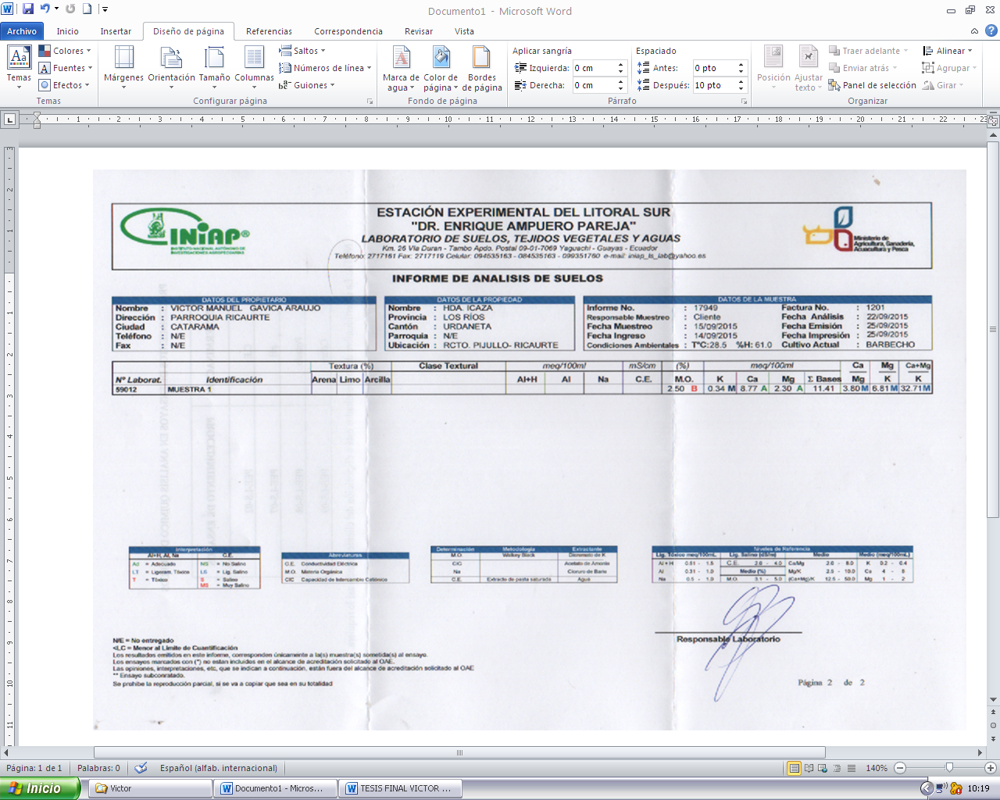 Documento1 - Microsoft Word
Archivo Inicio Insertar Diseño de página Referencias Correspondencia Revisar Vista
Temas
Colores
Fuentes
Efectos
Temas
Márgenes Orientación Tamaño Columnas
Saltos
Números de línea
Guiones
Configurar página
Marca de agua
Color de página
Bordes de página
Fondo de página
Aplicar sangría
Izquierda: 0 cm
Derecha: 0 cm
Espaciado
Antes: 0 pto
Después: 10 pto
Párrafo
Posición
Ajustar texto
Traer adelante
Enviar atrás
Panel de selección
Alinear
Agrupar
Girar
Organizar
INIAP
INSTITUTO NACIONAL AUTÓNOMO DE
INVESTIGACIONES AGROPECUARIAS
ESTACIÓN EXPERIMENTAL DEL LITORAL SUR
"DR. ENRIQUE AMPUERO PAREJA"
LABORATORIO DE SUELOS, TEJIDOS VEGETALES Y AGUAS
Km. 26 Vía Duran - Tambo Apdo. Postal 09-01-7069 Yaguachi - Guayas - Ecuador
Teléfono: 2717161 Fax: 2717119 Celular: 094535163 - 084535163 - 099351760 e-mail: iniap_ls_lab@yahoo.es
Ministerio de
Agricultura, Ganadería,
Acuacultura y Pesca
INFORME DE ANALISIS DE SUELOS
DATOS DEL PROPIETARIO
Nombre : VICTOR MANUEL GAVICA ARAUJO
Dirección : PARROQUIA RICAURTE
Ciudad : CATARAMA
Teléfono : N/E
Fax : N/E
DATOS DE LA PROPIEDAD
Nombre : HDA. ICAZA
Provincia : LOS RÍOS
Cantón : URDANETA
Parroquia : N/E
Ubicación : RCTO. PIJULLO- RICAURTE
DATOS DE LA MUESTRA
Informe No. : 17949 Factura No. : 1201
Responsable Muestreo : Cliente Fecha Análisis : 22/09/2015
Fecha Muestreo : 15/09/2015 Fecha Emisión : 25/09/2015
Fecha Ingreso : 14/09/2015 Fecha Impresión : 25/09/2015
Condiciones Ambientales : T°C:28.5 %H: 61.0 Cultivo Actual : BARBECHO
Textura (%) Clase Textural meq/100ml mS/cm (%) meq/100ml Ca Mg Ca+Mg
Nº Laborat. Identificación Arena Limo Arcilla Al+H Al Na C.E. M.O. K Ca Mg Σ Bases Mg K K
59012 MUESTRA 1 2.50 B 0.34 M 8.77 A 2.30 A 11.41 3.80 M 6.81 M 32.71 M
Interpretación
Al+H, Al, Na C.E.
Ad = Adecuado NS = No Salino
LT = Ligeram. Tóxico LS = Lig. Salino
T = Tóxico S = Salino
MS = Muy Salino
Abreviaturas
C.E. Conductividad Eléctrica
M.O. Materia Orgánica
CIC Capacidad de Intercambio Catiónico
Determinación Metodología Extractante
M.O. Walkey Black Dicromato de K
CIC Acetato de Amonio
Na Cloruro de Bario
C.E. Extracto de pasta saturada Agua
Niveles de Referencia
Lig. Tóxico meq/100mL Lig. Salino (dS/m) Medio Medio (meq/100mL)
Al+H 0.51 - 1.5 C.E. 2.0 - 4.0 Ca/Mg 2.0 - 8.0 K 0.2 - 0.4
Al 0.31 - 1.0 Medio (%) Mg/K 2.5 - 10.0 Ca 4 - 8
Na 0.5 - 1.0 M.O. 3.1 - 5.0 (Ca+Mg)/K 12.5 - 50.0 Mg 1 - 2
Responsable Laboratorio
N/E = No entregado
<LC = Menor al Límite de Cuantificación
Los resultados emitidos en este informe, corresponden únicamente a la(s) muestra(s) sometida(s) al ensayo.
Los ensayos marcados con (*) no estan incluidos en el alcance de acreditación solicitado al OAE.
Las opiniones, interpretaciones, etc, que se indican a continuación, están fuera del alcance de acreditación solicitado al OAE
** Ensayo subcontratado.
Se prohibe la reproducción parcial, si se va a copiar que sea en su totalidad
Página 2 de 2
Página: 1 de 1 Palabras: 0 Español (alfab. internacional) 140%
Inicio Victor Documento1 - Micros... TESIS FINAL VICTOR ... 10:19